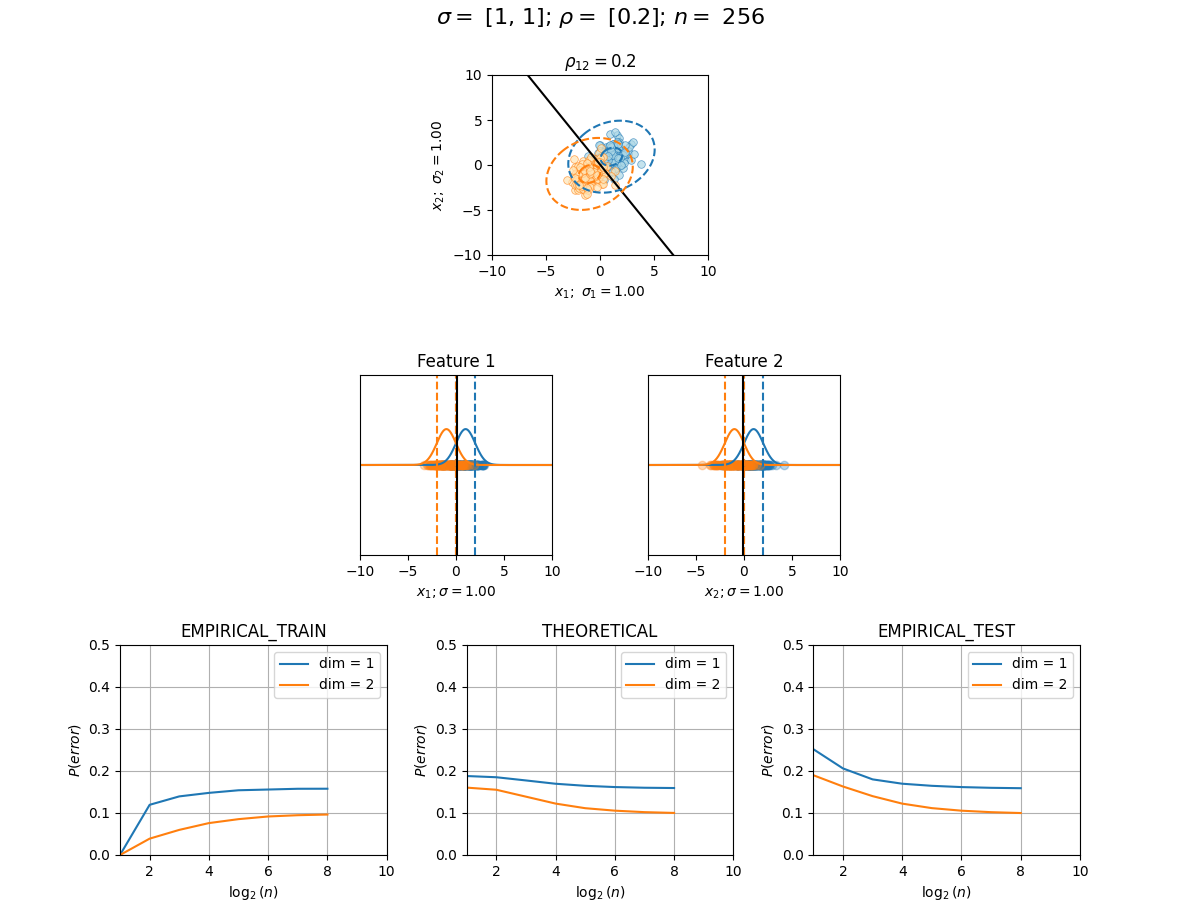 σ = [1, 1]; ρ = [0.2]; n = 256
ρ₁₂ = 0.2
10
5
0
−5
−10
x₂; σ₂ = 1.00
−10 −5 0 5 10
x₁; σ₁ = 1.00
Feature 1
−10 −5 0 5 10
x₁; σ = 1.00
Feature 2
−10 −5 0 5 10
x₂; σ = 1.00
EMPIRICAL_TRAIN
dim = 1
dim = 2
0.5
0.4
0.3
0.2
0.1
0.0
P(error)
2 4 6 8 10
log₂(n)
THEORETICAL
dim = 1
dim = 2
0.5
0.4
0.3
0.2
0.1
0.0
P(error)
2 4 6 8 10
log₂(n)
EMPIRICAL_TEST
dim = 1
dim = 2
0.5
0.4
0.3
0.2
0.1
0.0
P(error)
2 4 6 8 10
log₂(n)